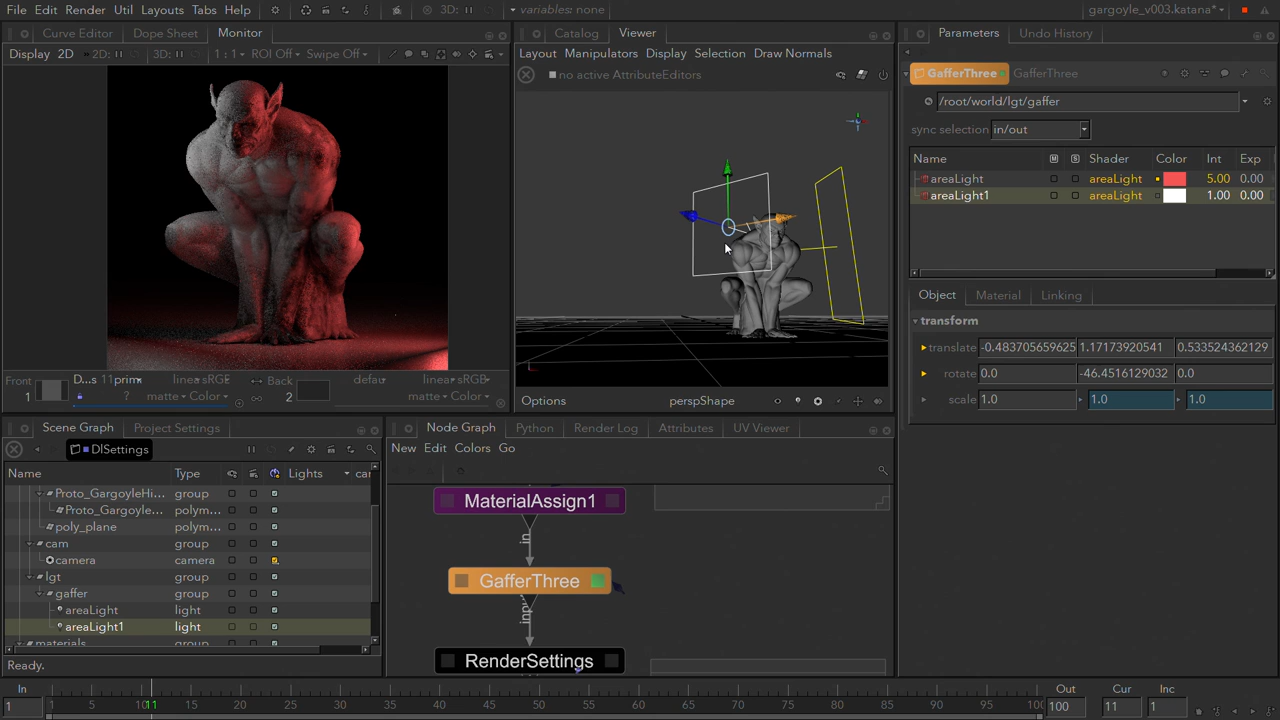 File Edit Render Util Layouts Tabs Help 3D: variables: none gargoyle_v003.katana*
Curve Editor Dope Sheet Monitor
Display 2D 2D: 3D: 1 : 1 ROI Off Swipe Off
Front D...s 11prim linea sRGB Back defau linea sRGB
1 ? matte Color 2 matte Color
Catalog Viewer
Layout Manipulators Display Selection Draw Normals
no active AttributeEditors
Options perspShape
Parameters Undo History
GafferThree GafferThree
/root/world/lgt/gaffer
sync selection in/out
Name M S Shader Color Int Exp
areaLight areaLight 5.00 0.00
areaLight1 areaLight 1.00 0.00
Object Material Linking
transform
translate -0.483705659625 1.17173920541 0.533524362129
rotate 0.0 -46.4516129032 0.0
scale 1.0 1.0 1.0
Scene Graph Project Settings
DlSettings
Name Type Lights car
Proto_GargoyleHi... group
Proto_Gargoyle... polym...
poly_plane polym...
cam group
camera camera
lgt group
gaffer group
areaLight light
areaLight1 light
materials group
Ready.
Node Graph Python Render Log Attributes UV Viewer
New Edit Colors Go
MaterialAssign1
in
GafferThree
RenderSettings
In Out Cur Inc
1 1 5 10 11 15 20 25 30 35 40 45 50 55 60 65 70 75 80 85 90 95 100 100 11 1